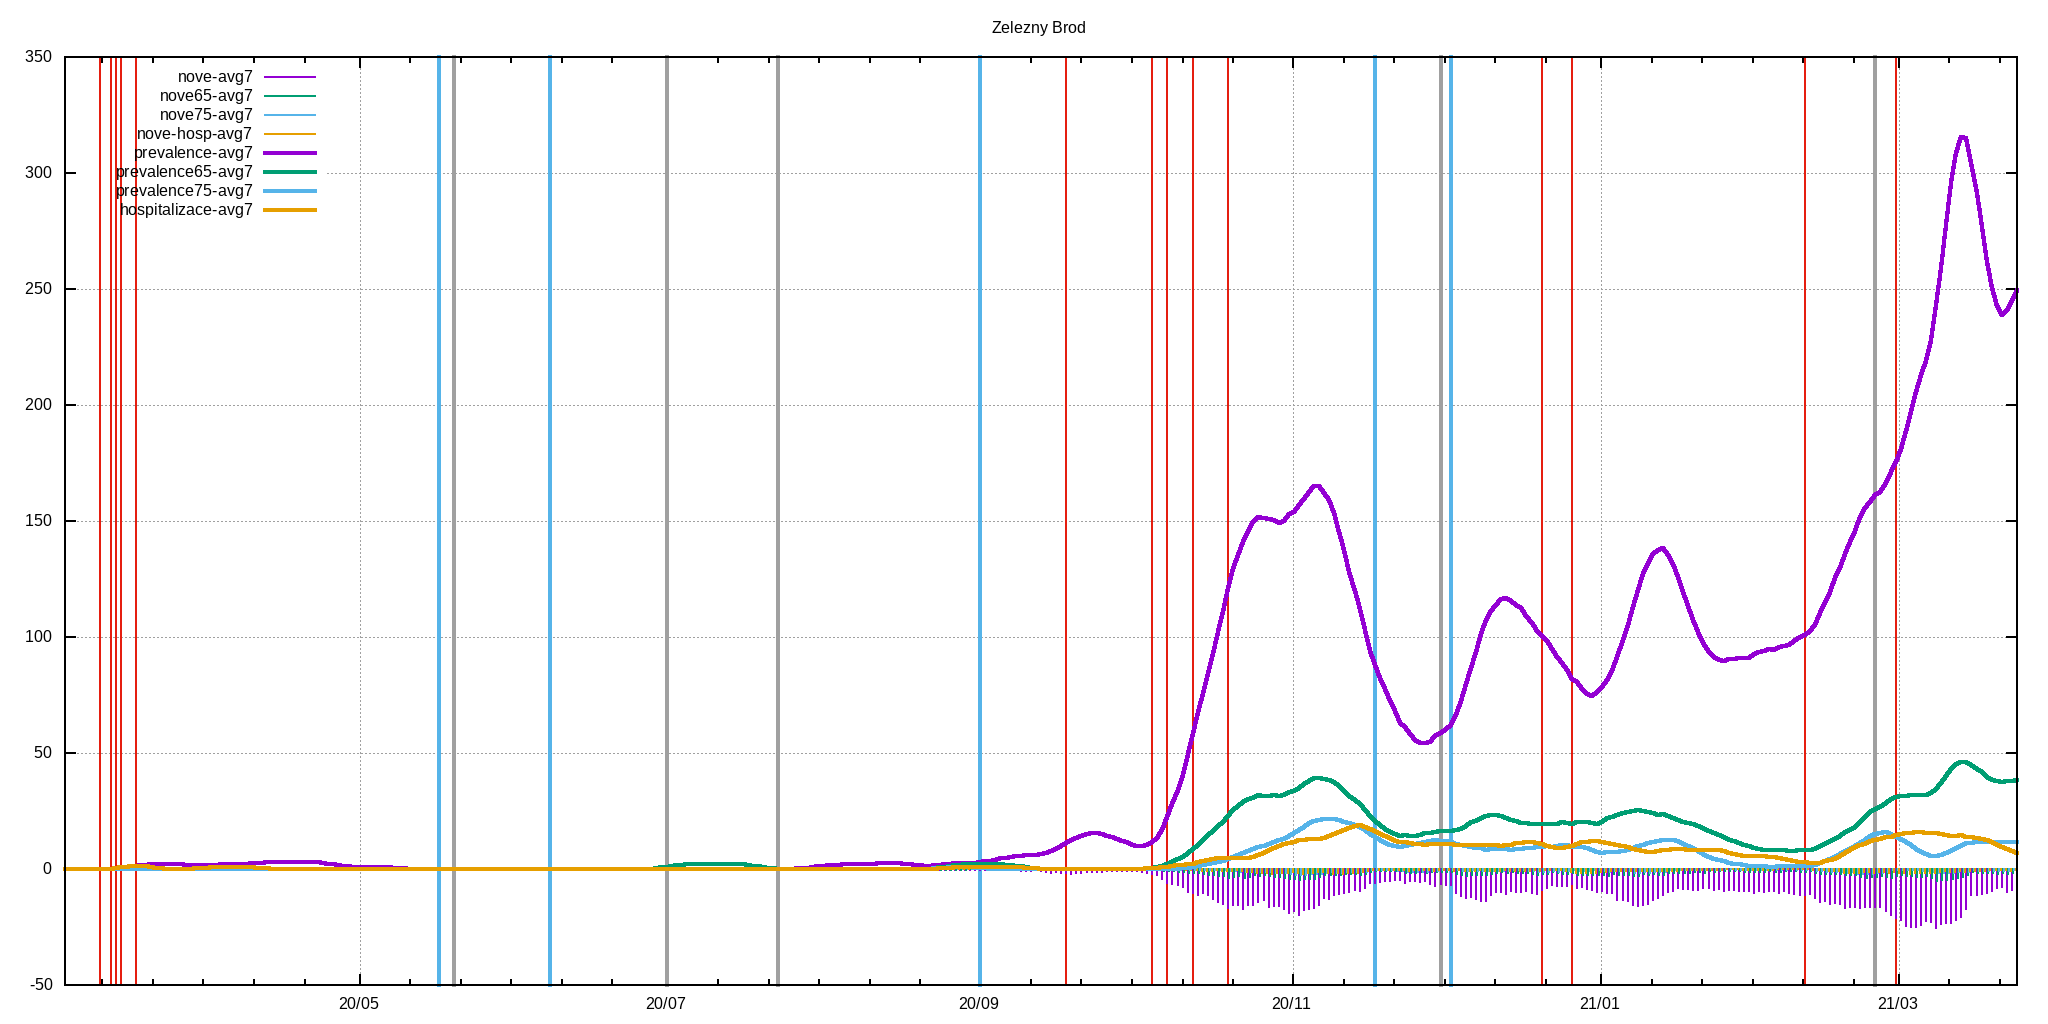 Zelezny Brod
350
300
250
200
150
100
50
0
-50
nove-avg7
nove65-avg7
nove75-avg7
nove-hosp-avg7
prevalence-avg7
prevalence65-avg7
prevalence75-avg7
hospitalizace-avg7
20/05 20/07 20/09 20/11 21/01 21/03